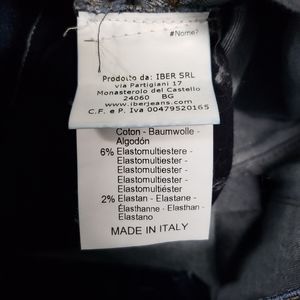 #Nome?
Prodotto da: IBER SRL
via Partigiani 17
Monasterolo del Castello
24060 BG
www.iberjeans.com
C.F. e P. Iva 00479520165
Coton - Baumwolle -
Algodón
6% Elastomultiestere -
Elastomultiester -
Elastomultiéster -
Elastomultiester -
Elastomultiéster
2% Elastan - Elastane -
Élasthanne - Elasthan -
Elastano
MADE IN ITALY